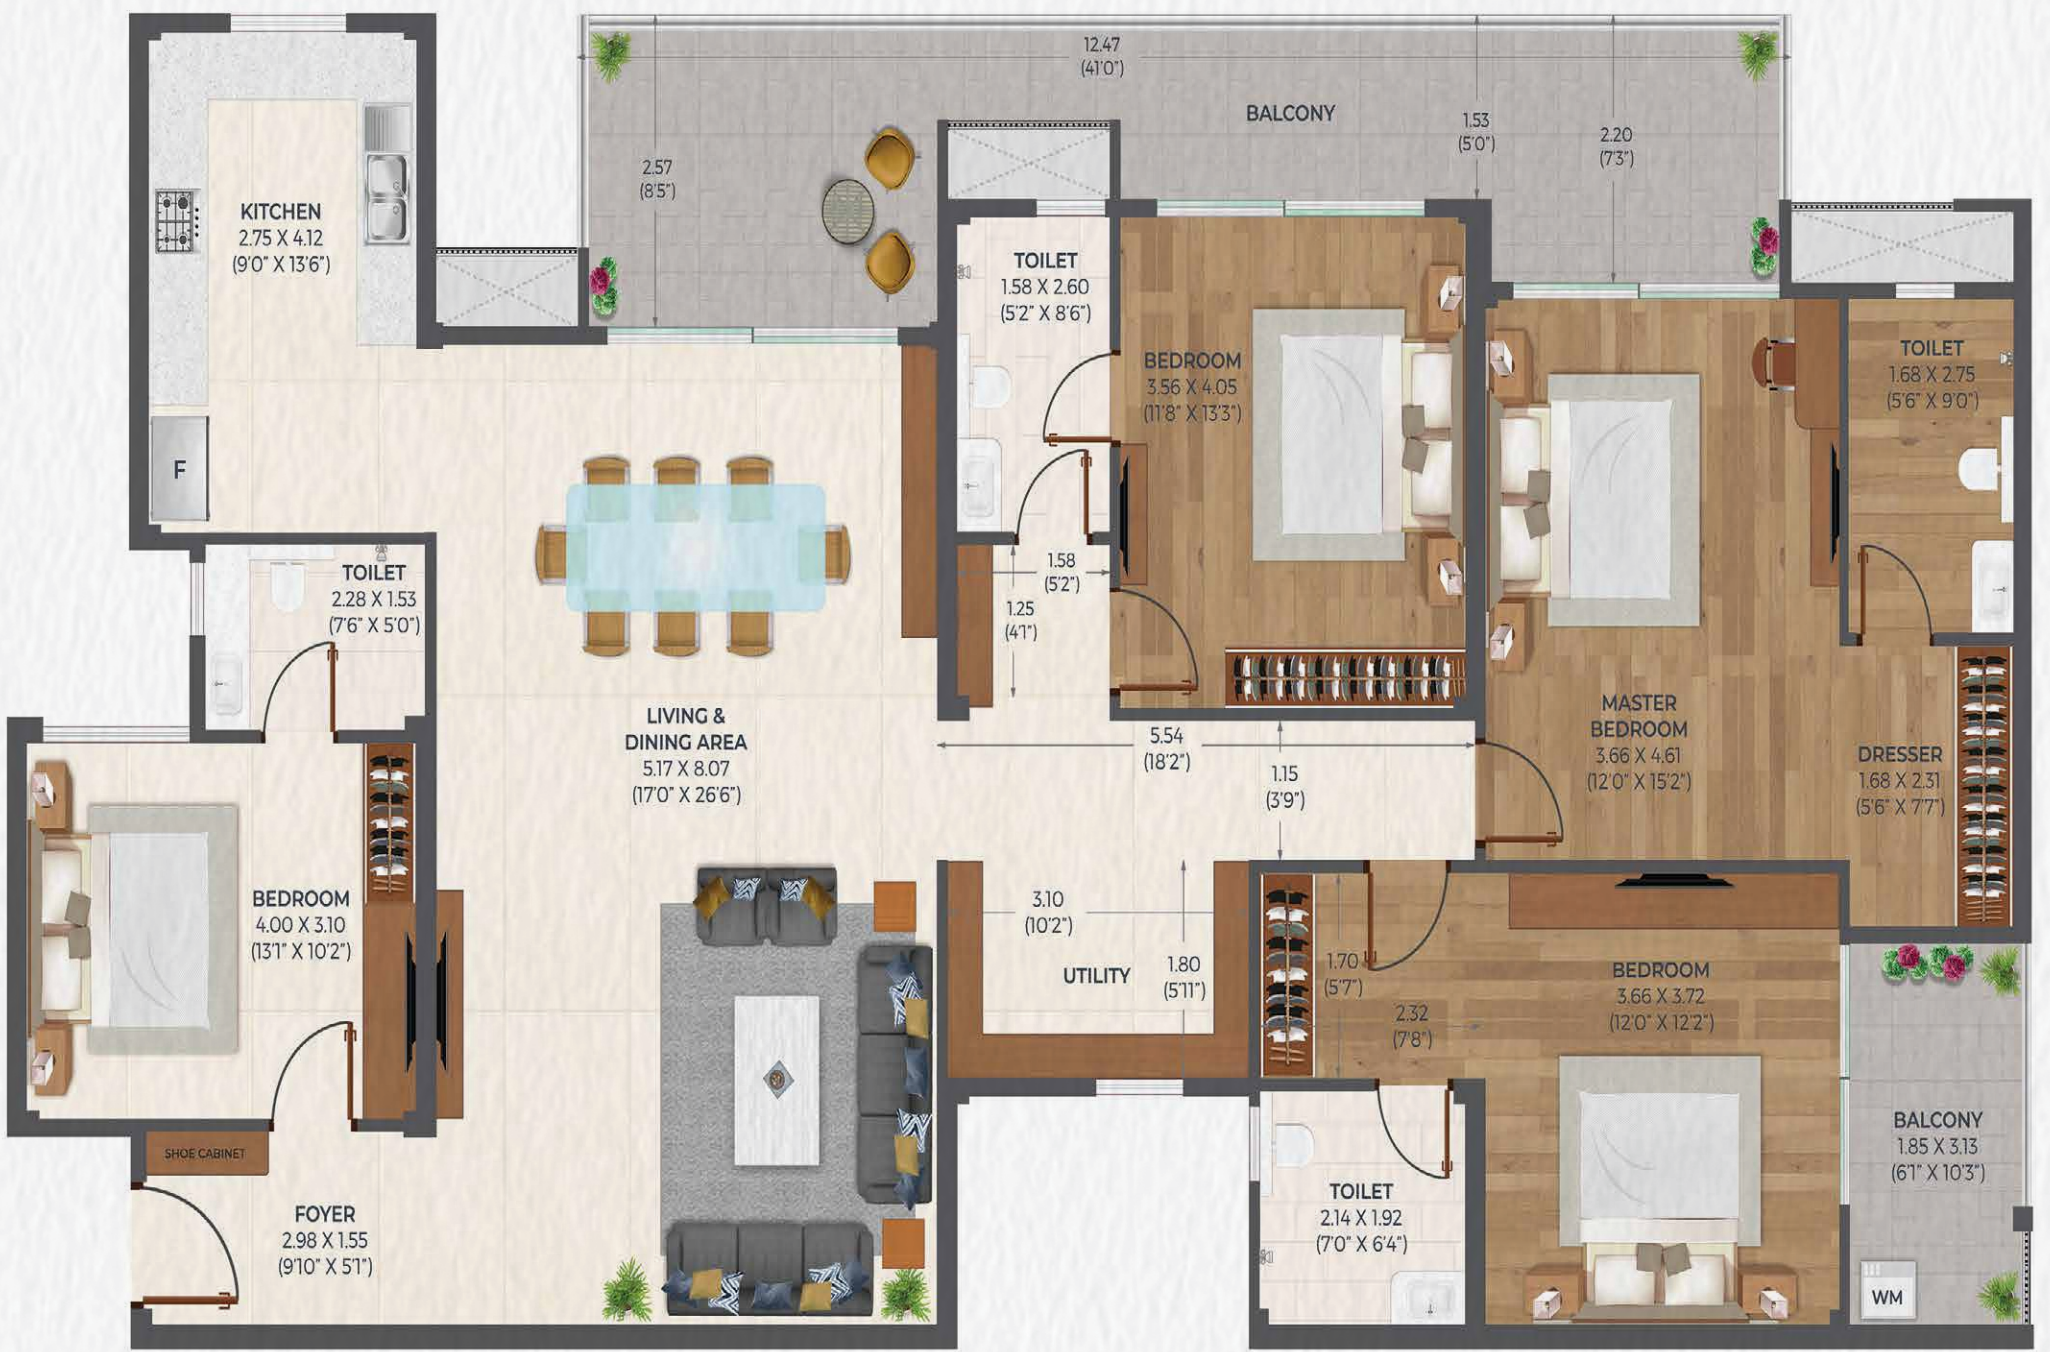 12.47
(41'0")
BALCONY
1.53
(5'0")
2.20
(7'3")
2.57
(8'5")
KITCHEN
2.75 X 4.12
(9'0" X 13'6")
TOILET
1.58 X 2.60
(5'2" X 8'6")
BEDROOM
3.56 X 4.05
(11'8" X 13'3")
TOILET
1.68 X 2.75
(5'6" X 9'0")
F
TOILET
2.28 X 1.53
(7'6" X 5'0")
1.58
(5'2")
1.25
(4'1")
LIVING &
DINING AREA
5.17 X 8.07
(17'0" X 26'6")
5.54
(18'2")
1.15
(3'9")
MASTER
BEDROOM
3.66 X 4.61
(12'0" X 15'2")
DRESSER
1.68 X 2.31
(5'6" X 7'7")
BEDROOM
4.00 X 3.10
(13'1" X 10'2")
3.10
(10'2")
UTILITY
1.80
(5'11")
1.70
(5'7")
2.32
(7'8")
BEDROOM
3.66 X 3.72
(12'0" X 12'2")
SHOE CABINET
BALCONY
1.85 X 3.13
(6'1" X 10'3")
FOYER
2.98 X 1.55
(9'10" X 5'1")
TOILET
2.14 X 1.92
(7'0" X 6'4")
WM